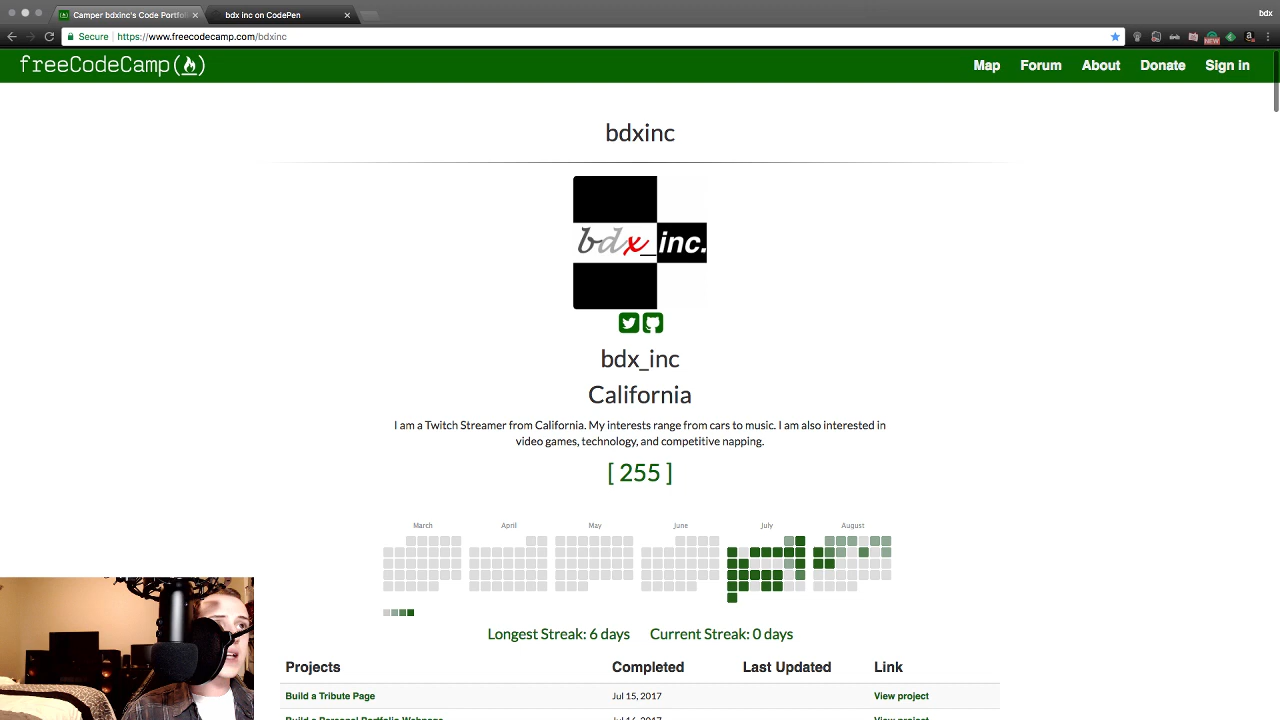 Camper bdxinc's Code Portfoli
bdx inc on CodePen
bdx
Secure
https://www.freecodecamp.com/bdxinc
NEW
freeCodeCamp
Map
Forum
About
Donate
Sign in
bdxinc
bdx_inc.
bdx_inc
California
I am a Twitch Streamer from California. My interests range from cars to music. I am also interested in
video games, technology, and competitive napping.
[ 255 ]
March
April
May
June
July
August
Longest Streak: 6 days
Current Streak: 0 days
Projects
Completed
Last Updated
Link
Build a Tribute Page
Jul 15, 2017
View project
Build a Personal Portfolio Webpage
Jul 16, 2017
View project